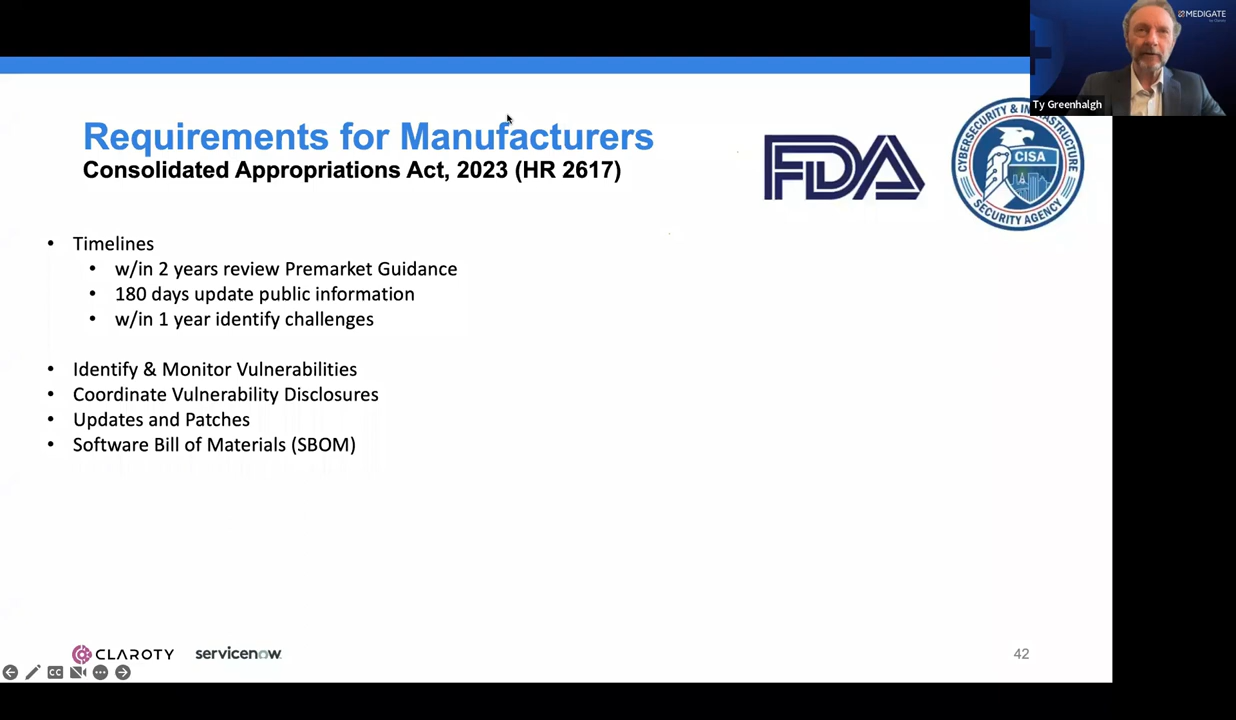 MEDIGATE
Ty Greenhalgh
Requirements for Manufacturers
Consolidated Appropriations Act, 2023 (HR 2617)
FDA
CYBERSECURITY & INFRASTRUCTURE
CISA
SECURITY AGENCY
• Timelines
• w/in 2 years review Premarket Guidance
• 180 days update public information
• w/in 1 year identify challenges
• Identify & Monitor Vulnerabilities
• Coordinate Vulnerability Disclosures
• Updates and Patches
• Software Bill of Materials (SBOM)
CLAROTY servicenow
42
CC